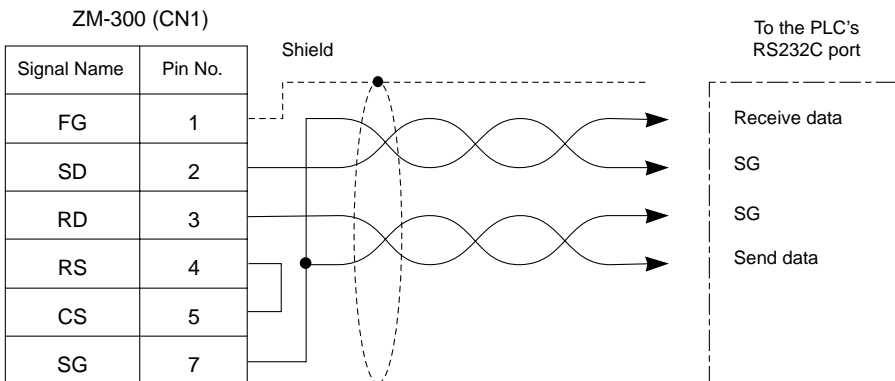 ZM-300 (CN1)
To the PLC's
RS232C port
Shield
Signal Name Pin No.
FG 1
Receive data
SD 2
SG
RD 3
SG
RS 4
Send data
CS 5
SG 7